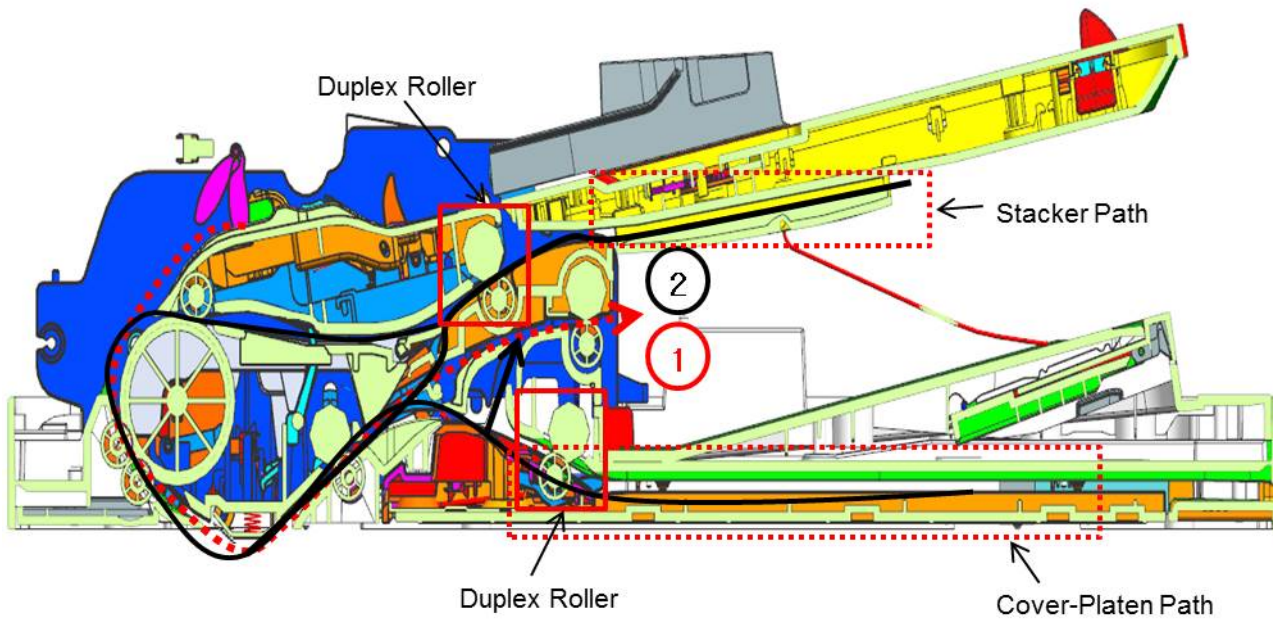 Duplex Roller
Stacker Path
2
1
Duplex Roller
Cover-Platen Path